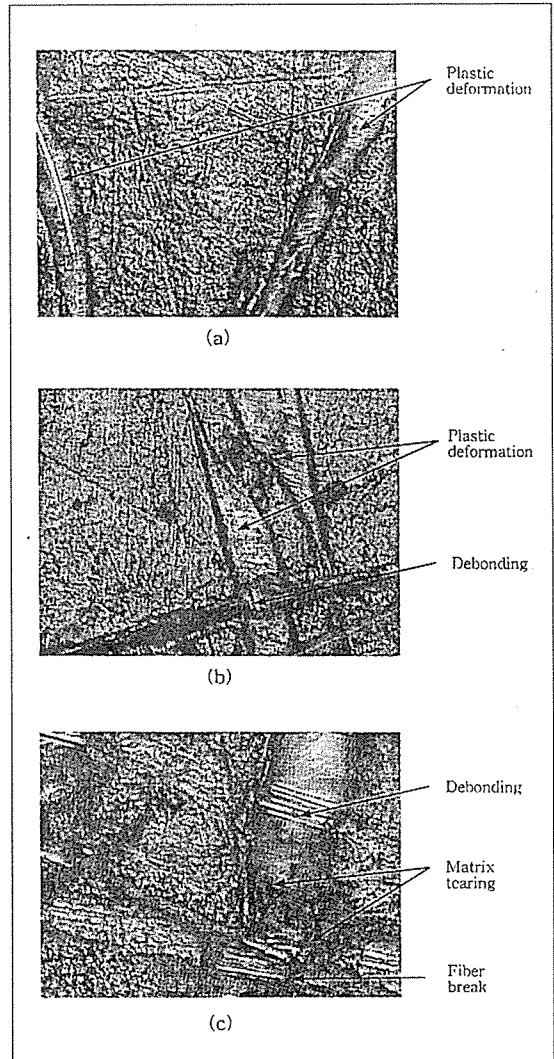 Plastic
deformation
(a)
Plastic
deformation
Debonding
(b)
Debonding
Matrix
tearing
Fiber
break
(c)